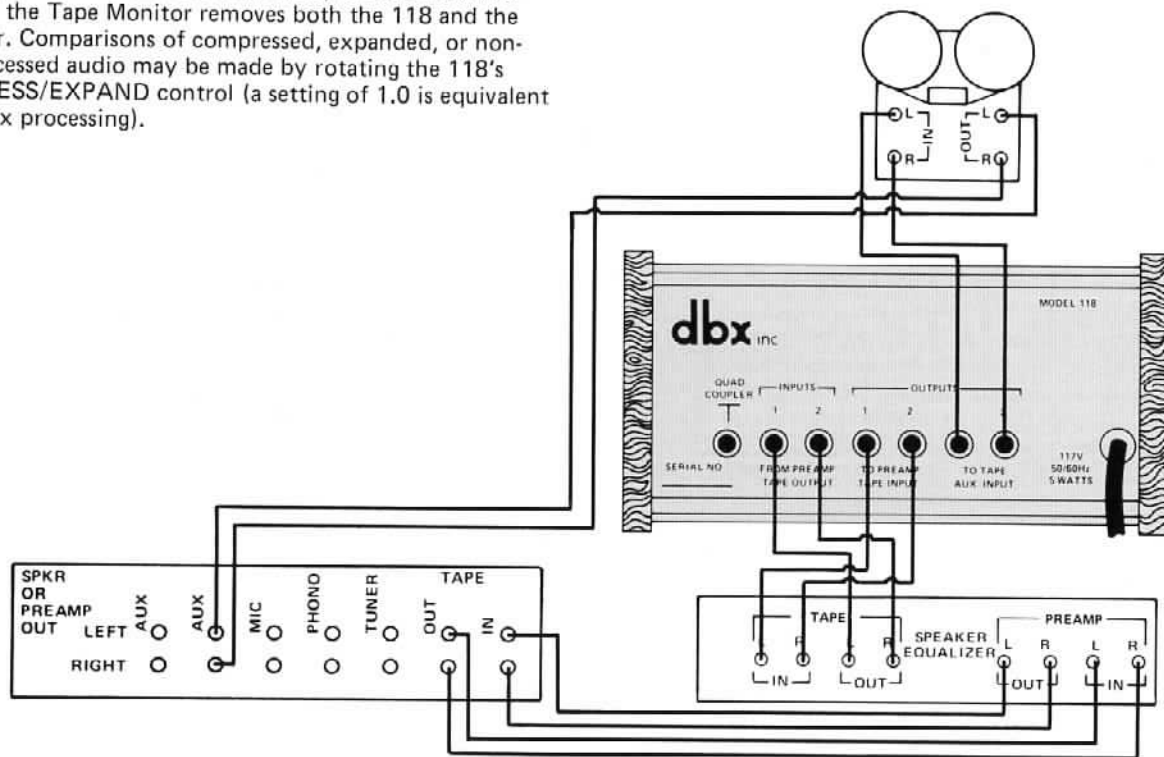 the Tape Monitor removes both the 118 and the
r. Comparisons of compressed, expanded, or non-
cessed audio may be made by rotating the 118's
ESS/EXPAND control (a setting of 1.0 is equivalent
x processing).
L IN R
OUT L R
dbx inc
MODEL 118
QUAD
COUPLER
INPUTS
OUTPUTS
1 2 1 2 2
SERIAL NO
FROM PREAMP
TAPE OUTPUT
TO PREAMP
TAPE INPUT
TO TAPE
AUX INPUT
117V
50/60Hz
5 WATTS
SPKR
OR
PREAMP
OUT
AUX AUX MIC PHONO TUNER
TAPE
OUT IN
LEFT
RIGHT
TAPE
R R
IN OUT
SPEAKER
EQUALIZER
PREAMP
L R L R
OUT IN